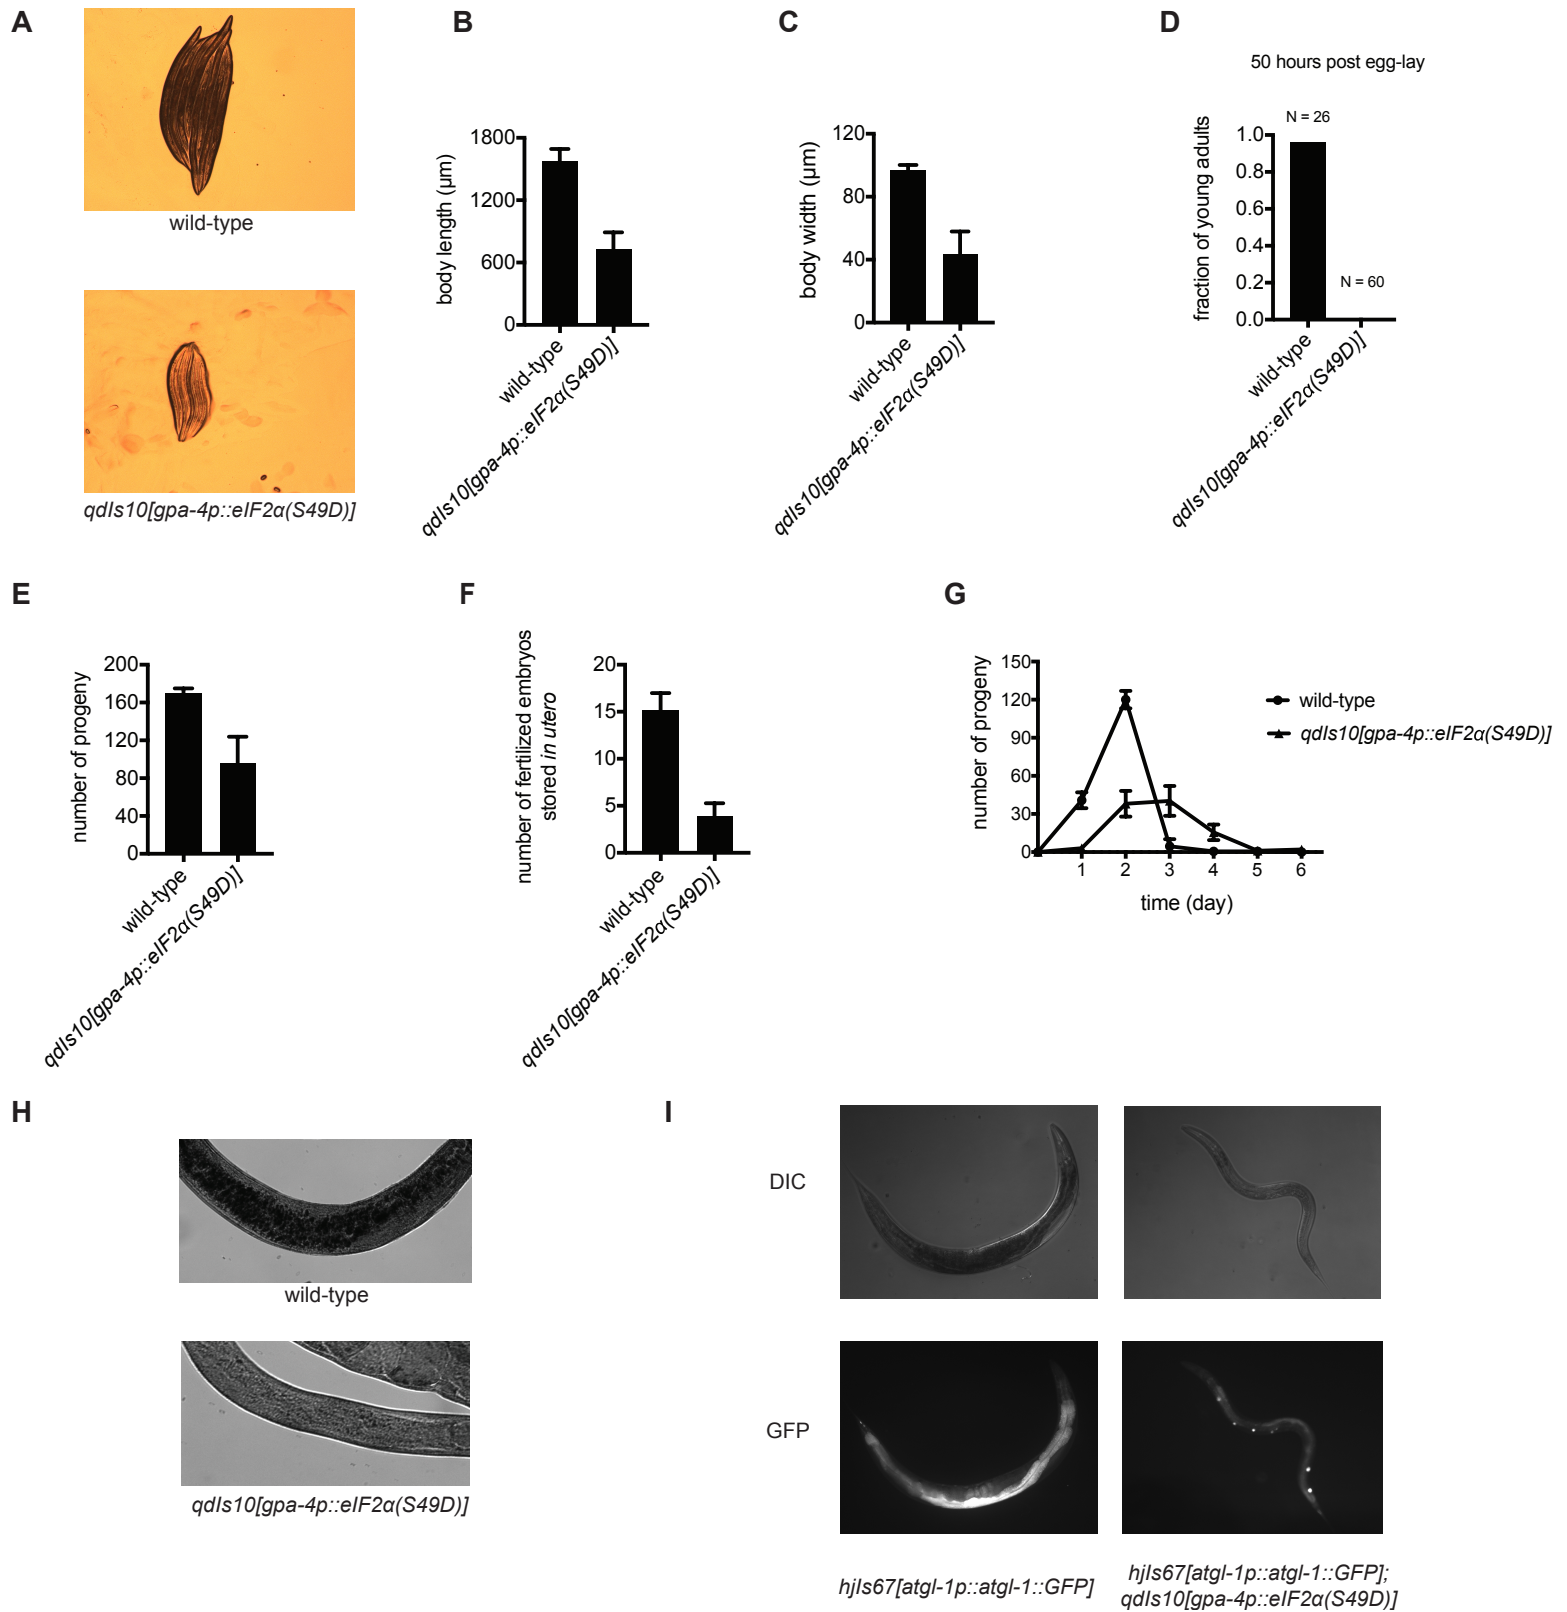 A
wild-type
qdIs10[gpa-4p::eIF2α(S49D)]
B
body length (µm)
1800
1200
600
0
wild-type
qdIs10[gpa-4p::eIF2α(S49D)]
C
body width (µm)
120
80
40
0
wild-type
qdIs10[gpa-4p::eIF2α(S49D)]
D
50 hours post egg-lay
fraction of young adults
1.0
0.8
0.6
0.4
0.2
0.0
N = 26
N = 60
wild-type
qdIs10[gpa-4p::eIF2α(S49D)]
E
number of progeny
200
160
120
80
40
0
wild-type
qdIs10[gpa-4p::eIF2α(S49D)]
F
number of fertilized embryos
stored in utero
20
15
10
5
0
wild-type
qdIs10[gpa-4p::eIF2α(S49D)]
G
number of progeny
150
120
90
60
30
0
1 2 3 4 5 6
time (day)
wild-type
qdIs10[gpa-4p::eIF2α(S49D)]
H
wild-type
qdIs10[gpa-4p::eIF2α(S49D)]
I
DIC
GFP
hjIs67[atgl-1p::atgl-1::GFP]
hjIs67[atgl-1p::atgl-1::GFP];
qdIs10[gpa-4p::eIF2α(S49D)]